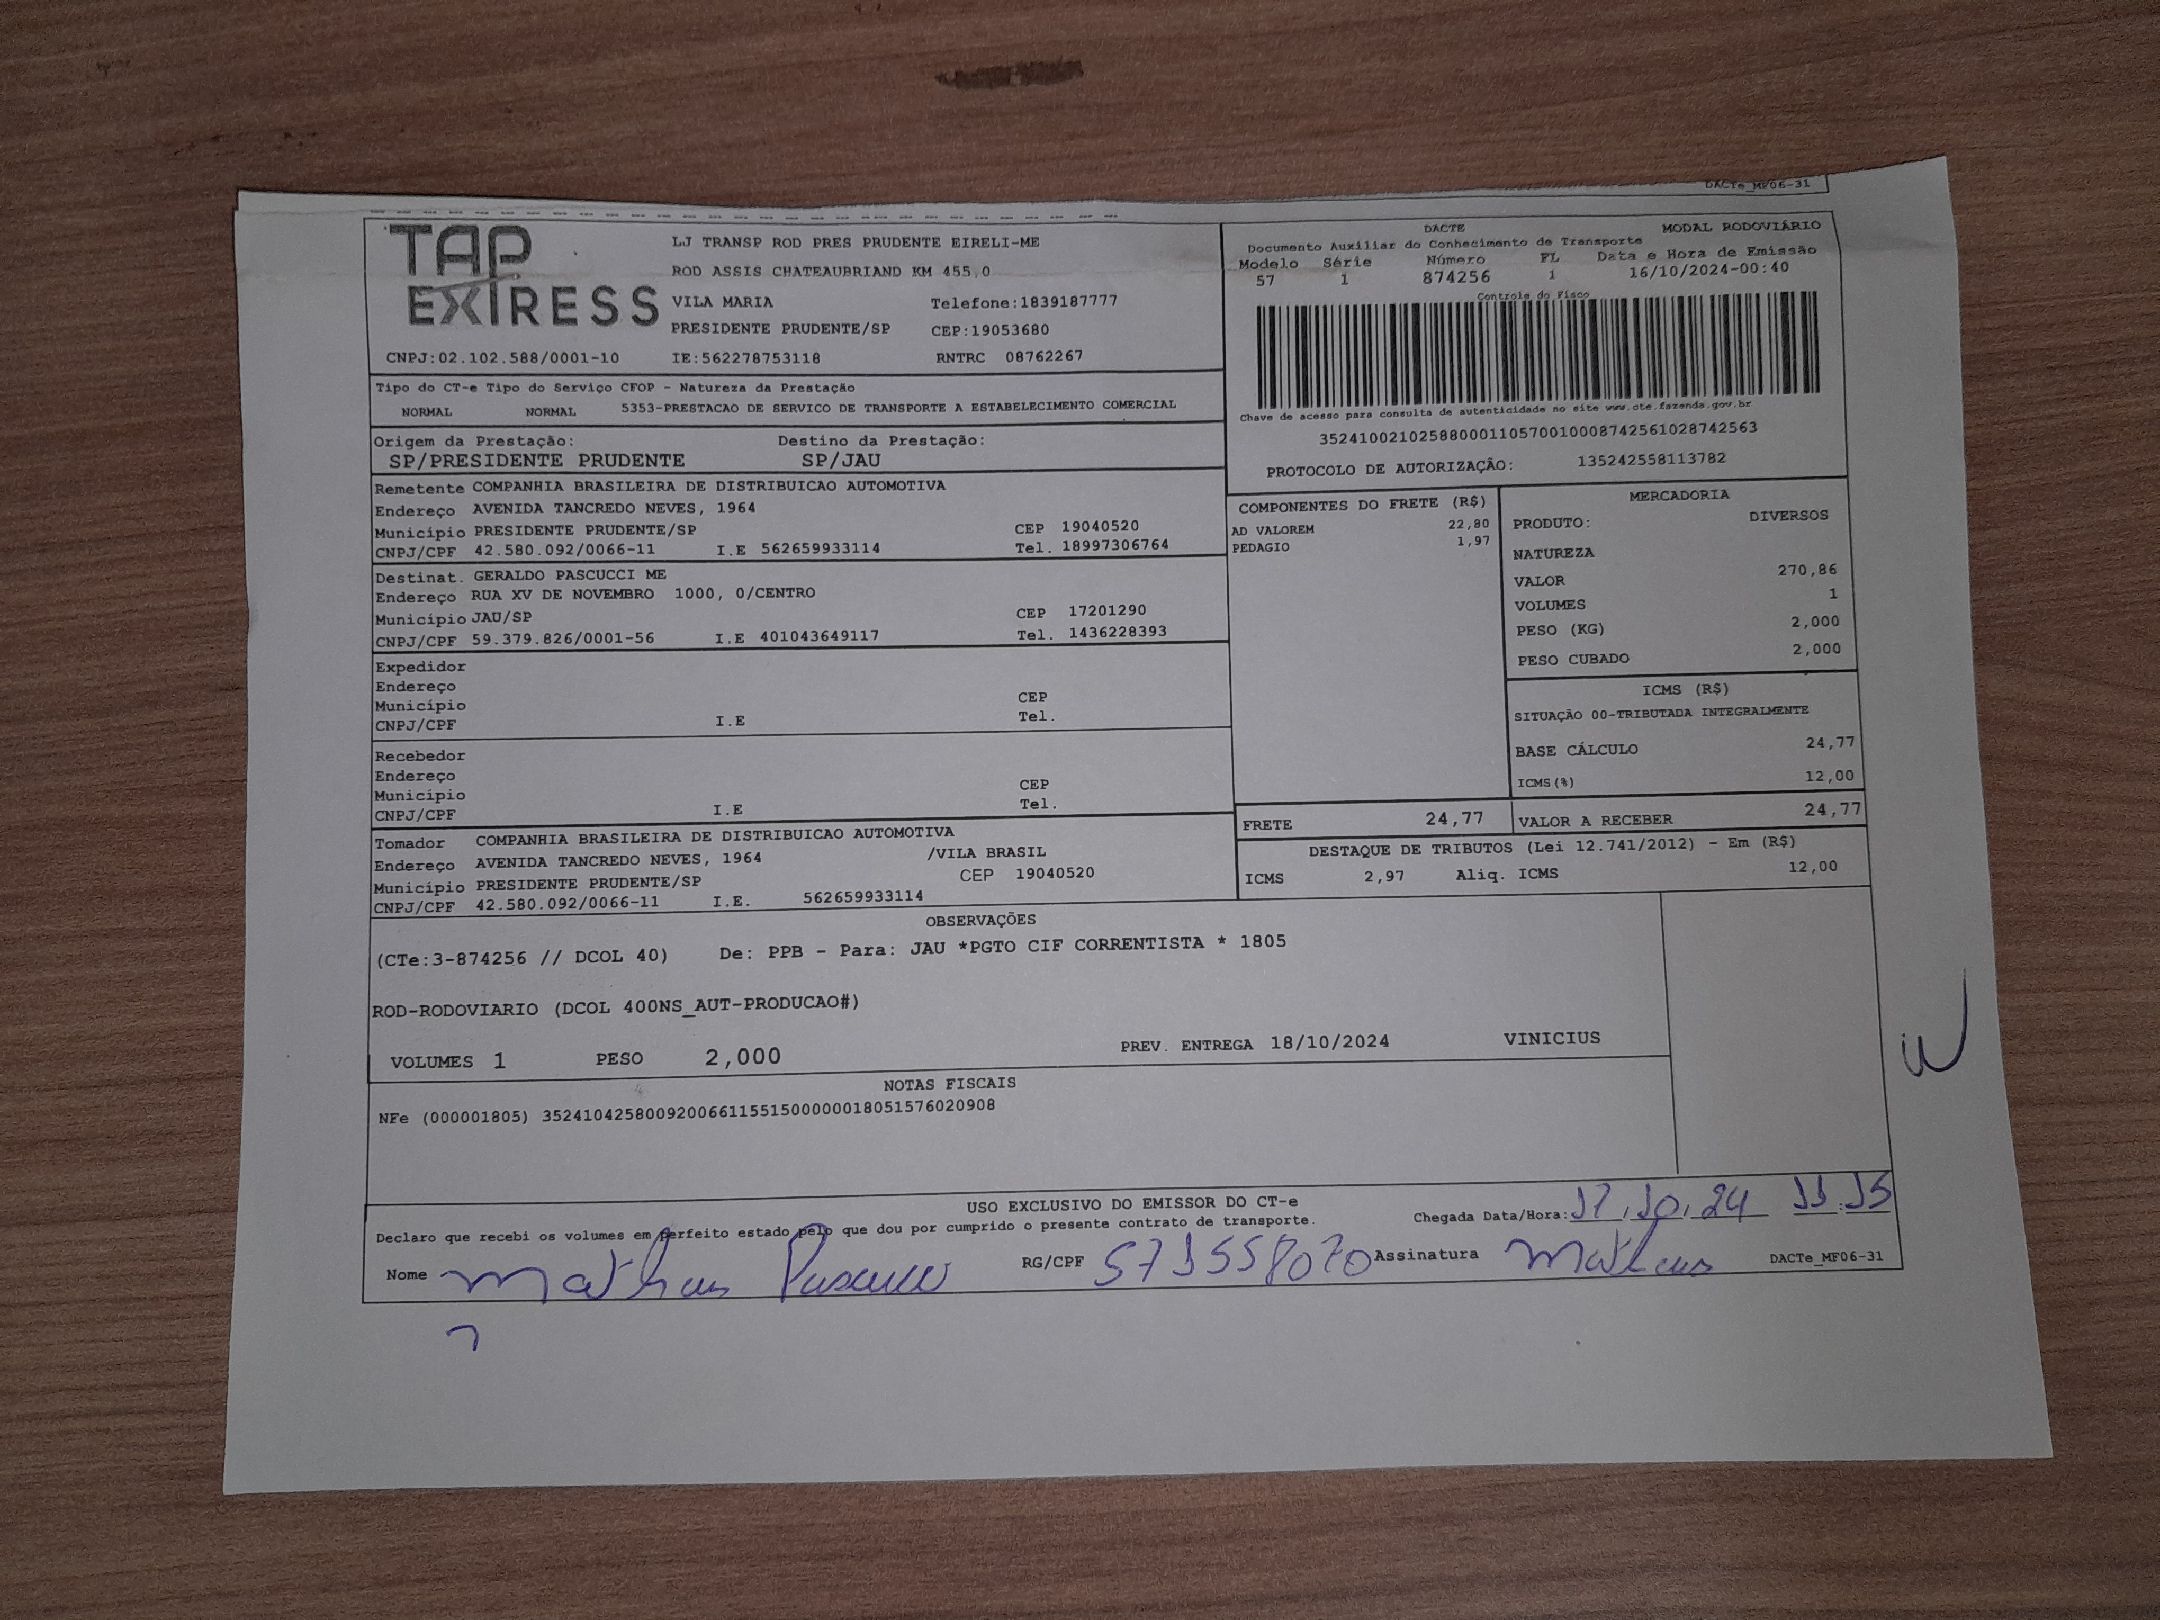 DACTe_MF06-31
TAP
EXPRESS
LJ TRANSP ROD PRES PRUDENTE EIRELI-ME
ROD ASSIS CHATEAUBRIAND KM 455,0
VILA MARIA Telefone:1839187777
PRESIDENTE PRUDENTE/SP CEP:19053680
CNPJ:02.102.588/0001-10 IE:562278753118 RNTRC 08762267
DACTE MODAL RODOVIÁRIO
Documento Auxiliar do Conhecimento de Transporte
Modelo Série Número FL Data e Hora de Emissão
57 1 874256 1 16/10/2024-00:40
Controle do Fisco
Chave de acesso para consulta de autenticidade no site www.cte.fazenda.gov.br
35241002102588000110570010008742561028742563
PROTOCOLO DE AUTORIZAÇÃO: 135242558113782
Tipo do CT-e Tipo do Serviço CFOP - Natureza da Prestação
NORMAL NORMAL 5353-PRESTACAO DE SERVICO DE TRANSPORTE A ESTABELECIMENTO COMERCIAL
Origem da Prestação: Destino da Prestação:
SP/PRESIDENTE PRUDENTE SP/JAU
Remetente COMPANHIA BRASILEIRA DE DISTRIBUICAO AUTOMOTIVA
Endereço AVENIDA TANCREDO NEVES, 1964
Município PRESIDENTE PRUDENTE/SP CEP 19040520
CNPJ/CPF 42.580.092/0066-11 I.E 562659933114 Tel. 18997306764
Destinat. GERALDO PASCUCCI ME
Endereço RUA XV DE NOVEMBRO 1000, 0/CENTRO
Município JAU/SP CEP 17201290
CNPJ/CPF 59.379.826/0001-56 I.E 401043649117 Tel. 1436228393
Expedidor
Endereço
Município CEP
CNPJ/CPF I.E Tel.
Recebedor
Endereço
Município CEP
CNPJ/CPF I.E Tel.
Tomador COMPANHIA BRASILEIRA DE DISTRIBUICAO AUTOMOTIVA
Endereço AVENIDA TANCREDO NEVES, 1964 /VILA BRASIL
Município PRESIDENTE PRUDENTE/SP CEP 19040520
CNPJ/CPF 42.580.092/0066-11 I.E. 562659933114
COMPONENTES DO FRETE (R$)
AD VALOREM 22,80
PEDAGIO 1,97
MERCADORIA
PRODUTO: DIVERSOS
NATUREZA
VALOR 270,86
VOLUMES 1
PESO (KG) 2,000
PESO CUBADO 2,000
ICMS (R$)
SITUAÇÃO 00-TRIBUTADA INTEGRALMENTE
BASE CÁLCULO 24,77
ICMS(%) 12,00
FRETE 24,77 VALOR A RECEBER 24,77
DESTAQUE DE TRIBUTOS (Lei 12.741/2012) - Em (R$)
ICMS 2,97 Aliq. ICMS 12,00
OBSERVAÇÕES
(CTe:3-874256 // DCOL 40) De: PPB - Para: JAU *PGTO CIF CORRENTISTA * 1805
ROD-RODOVIARIO (DCOL 400NS_AUT-PRODUCAO#)
VOLUMES 1 PESO 2,000 PREV. ENTREGA 18/10/2024 VINICIUS
NOTAS FISCAIS
NFe (000001805) 35241042580092006611551500000018051576020908
USO EXCLUSIVO DO EMISSOR DO CT-e
Declaro que recebi os volumes em perfeito estado pelo que dou por cumprido o presente contrato de transporte.
Chegada Data/Hora: 17.10.24 11:15
Nome Matheus RG/CPF 571558070 Assinatura Matheus DACTe_MF06-31